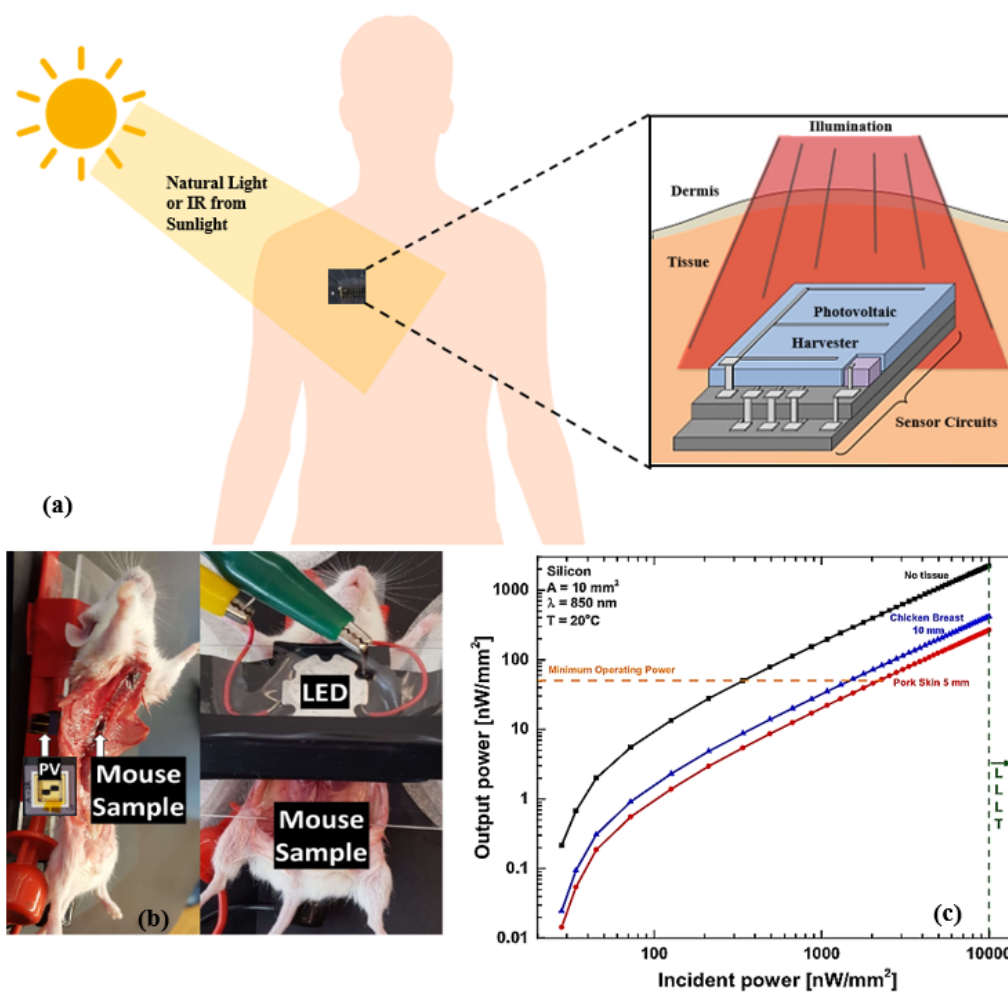 Natural Light
or IR from
Sunlight
Illumination
Dermis
Tissue
Photovoltaic
Harvester
Sensor Circuits
(a)
PV
Mouse
Sample
LED
Mouse
Sample
(b)
Silicon
A = 10 mm²
λ = 850 nm
T = 20°C
No tissue
Chicken Breast
10 mm
Minimum Operating Power
Pork Skin 5 mm
L
L
L
T
(c)
Output power [nW/mm²]
1000
100
10
1
0.1
0.01
100
1000
10000
Incident power [nW/mm²]